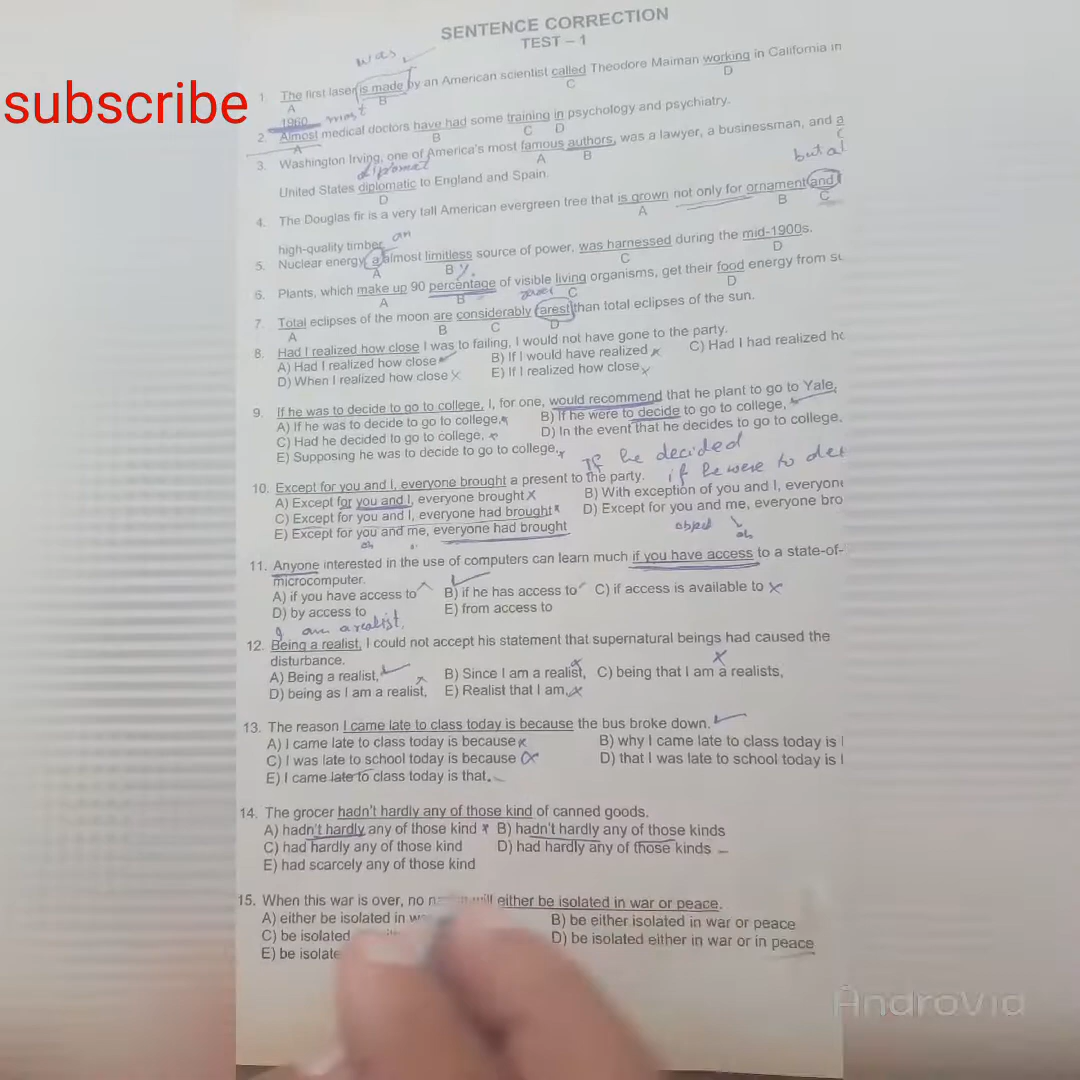 SENTENCE CORRECTION
TEST – 1
subscribe
was
1. The first laser is made by an American scientist called Theodore Maiman working in California in
A B C D
1960. most
2. Almost medical doctors have had some training in psychology and psychiatry.
A B C D
3. Washington Irving, one of America's most famous authors, was a lawyer, a businessman, and a
A B C
diplomat
United States diplomatic to England and Spain.
D
but al
4. The Douglas fir is a very tall American evergreen tree that is grown not only for ornament and
A B C
high-quality timber.
an
5. Nuclear energy, a almost limitless source of power, was harnessed during the mid-1900s.
A B C D
%
6. Plants, which make up 90 percentage of visible living organisms, get their food energy from
A B C D
7. Total eclipses of the moon are considerably rarest than total eclipses of the sun.
A B C D
8. Had I realized how close I was to failing, I would not have gone to the party.
A) Had I realized how close B) If I would have realized C) Had I had realized
D) When I realized how close E) If I realized how close
9. If he was to decide to go to college, I, for one, would recommend that he plant to go to Yale.
A) If he was to decide to go to college, B) If he were to decide to go to college,
C) Had he decided to go to college, D) In the event that he decides to go to college.
E) Supposing he was to decide to go to college.
If he decided
if he were to
10. Except for you and I, everyone brought a present to the party.
A) Except for you and I, everyone brought B) With exception of you and I,
C) Except for you and I, everyone had brought D) Except for you and me, everyone bro
E) Except for you and me, everyone had brought
object
11. Anyone interested in the use of computers can learn much if you have access to a state-of-
microcomputer.
A) if you have access to B) if he has access to C) if access is available to
D) by access to E) from access to
I am a realist.
12. Being a realist, I could not accept his statement that supernatural beings had caused the
disturbance.
A) Being a realist, B) Since I am a realist, C) being that I am a realists,
D) being as I am a realist, E) Realist that I am,
13. The reason I came late to class today is because the bus broke down.
A) I came late to class today is because B) why I came late to class today is
C) I was late to school today is because D) that I was late to school today is
E) I came late to class today is that.
14. The grocer hadn't hardly any of those kind of canned goods.
A) hadn't hardly any of those kind B) hadn't hardly any of those kinds
C) had hardly any of those kind D) had hardly any of those kinds
E) had scarcely any of those kind
15. When this war is over, no will either be isolated in war or peace.
A) either be isolated in B) be either isolated in war or peace
C) be isolated D) be isolated either in war or in peace
E) be isolate
AndroVid